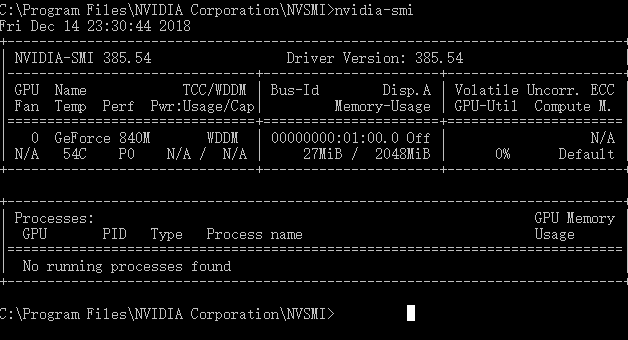 C:\Program Files\NVIDIA Corporation\NVSMI>nvidia-smi
Fri Dec 14 23:30:44 2018
NVIDIA-SMI 385.54 Driver Version: 385.54
GPU Name TCC/WDDM | Bus-Id Disp.A | Volatile Uncorr. ECC
Fan Temp Perf Pwr:Usage/Cap | Memory-Usage | GPU-Util Compute M.
0 GeForce 840M WDDM | 00000000:01:00.0 Off | N/A
N/A 54C P0 N/A / N/A | 27MiB / 2048MiB | 0% Default
Processes: GPU Memory
GPU PID Type Process name Usage
No running processes found
C:\Program Files\NVIDIA Corporation\NVSMI>